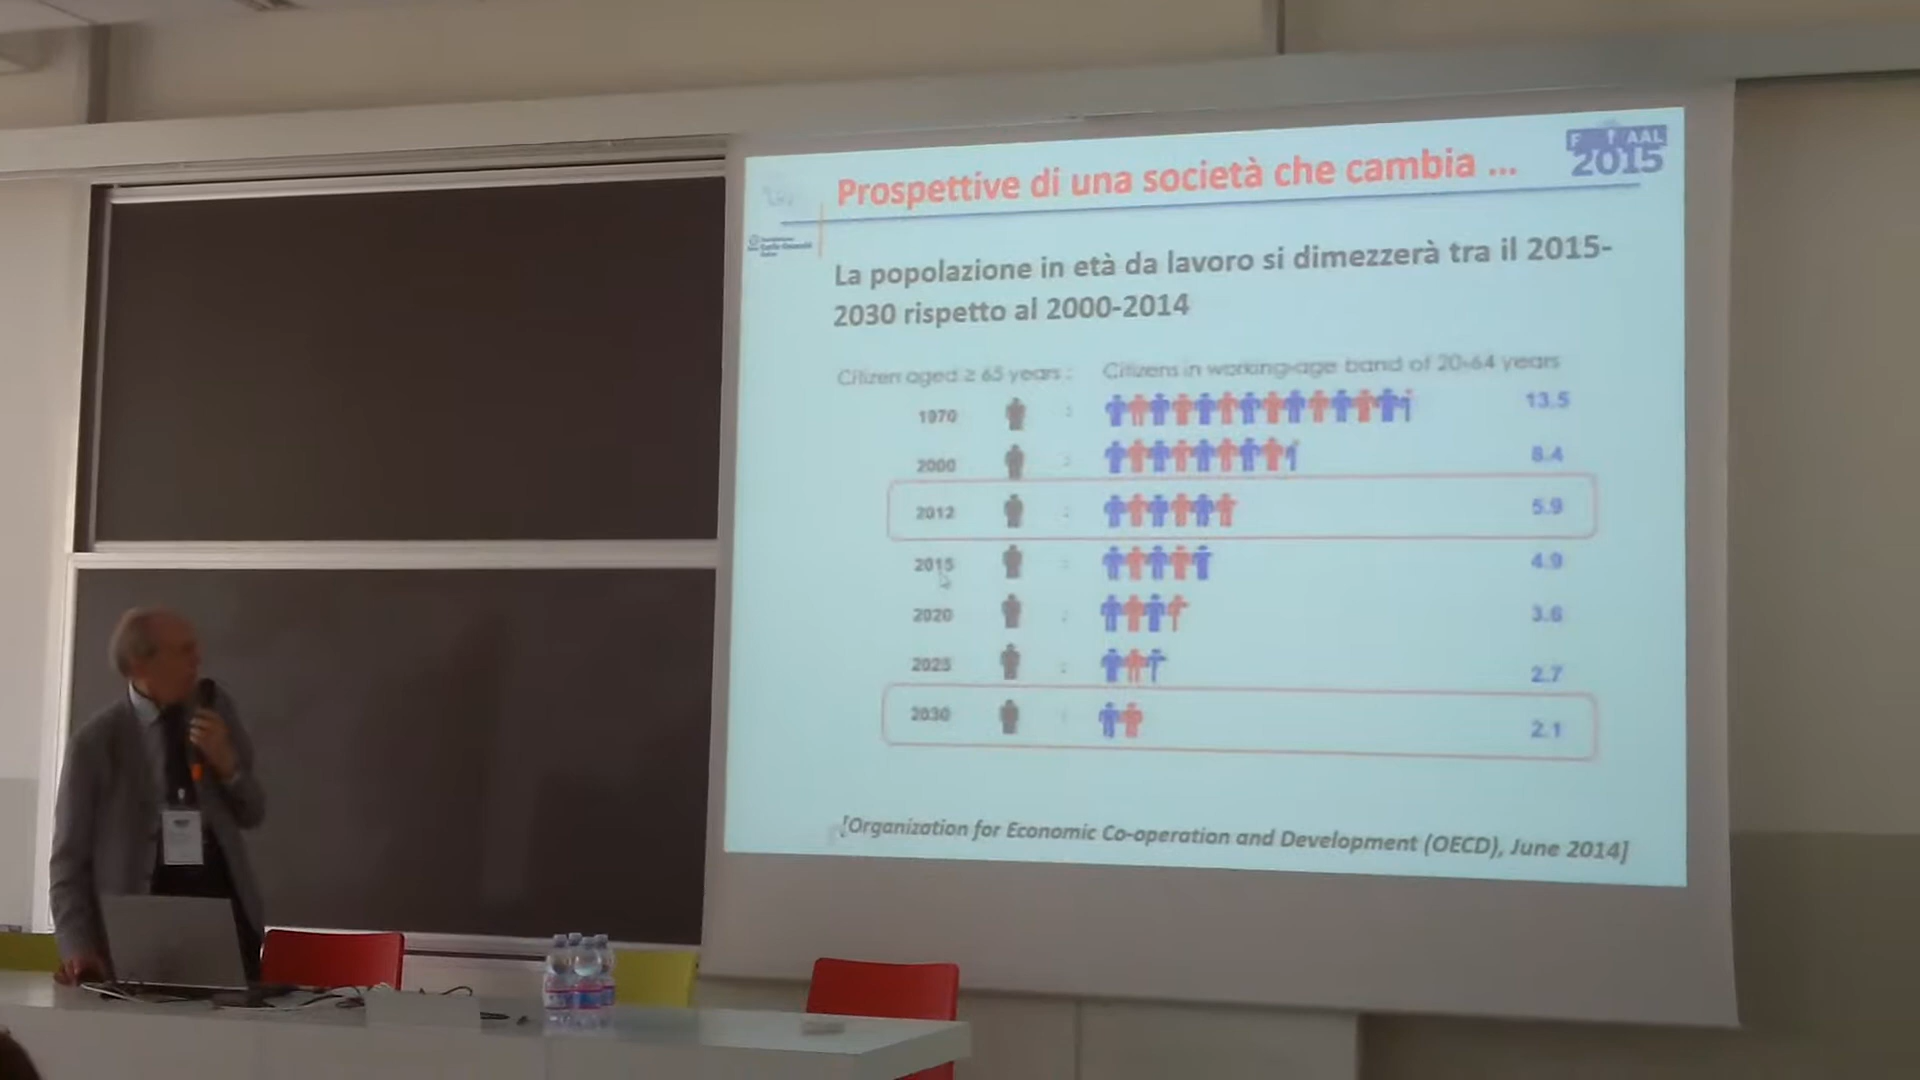 Prospettive di una società che cambia ...
AAL
2015
La popolazione in età da lavoro si dimezzerà tra il 2015-
2030 rispetto al 2000-2014
Citizen aged ≥ 65 years : Citizens in working-age band of 20-64 years
1970 : 13.5
2000 : 8.4
2012 : 5.9
2015 : 4.9
2020 : 3.6
2025 : 2.7
2030 : 2.1
[Organization for Economic Co-operation and Development (OECD), June 2014]